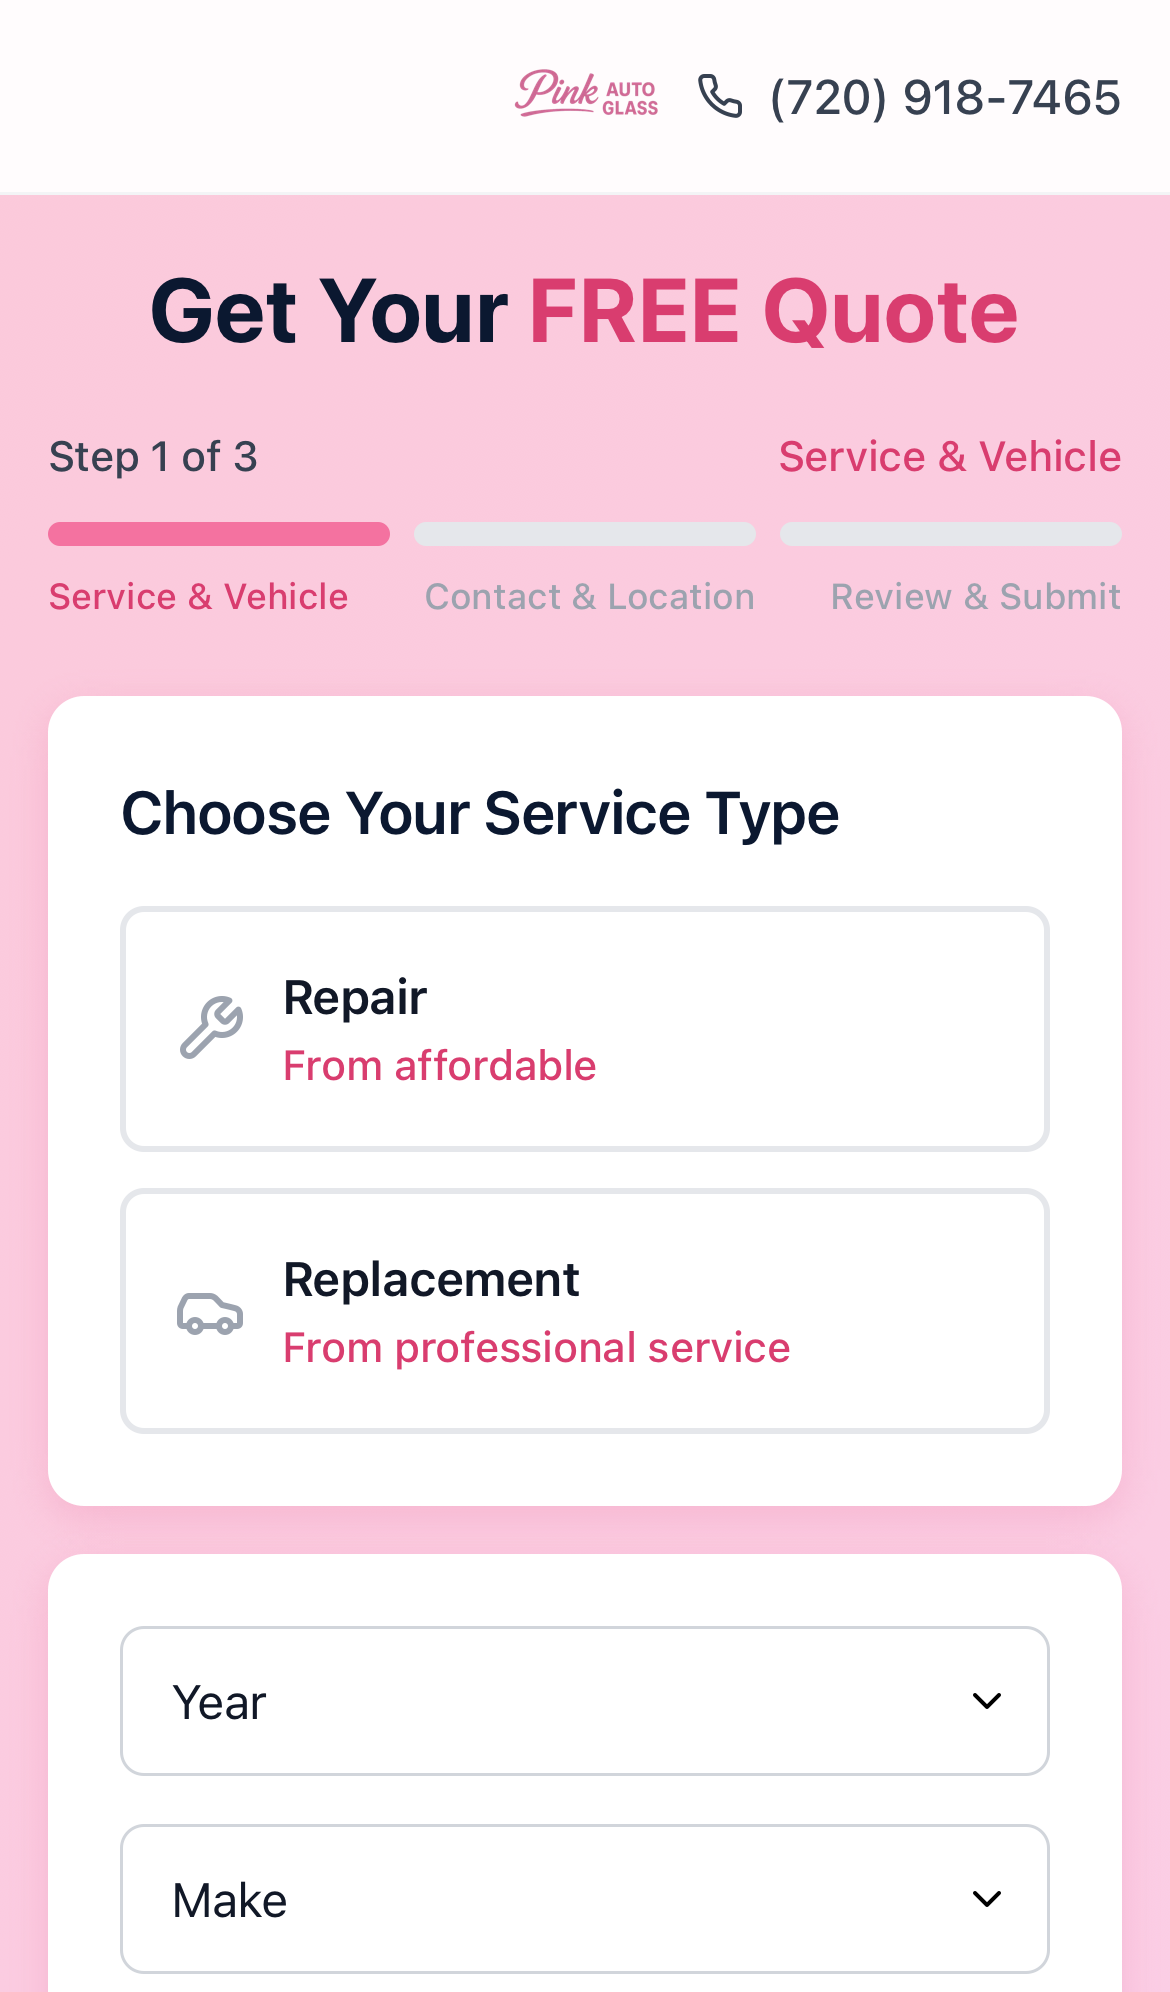 Pink AUTO GLASS
(720) 918-7465
Get Your FREE Quote
Step 1 of 3
Service & Vehicle
Service & Vehicle
Contact & Location
Review & Submit
Choose Your Service Type
Repair
From affordable
Replacement
From professional service
Year
Make